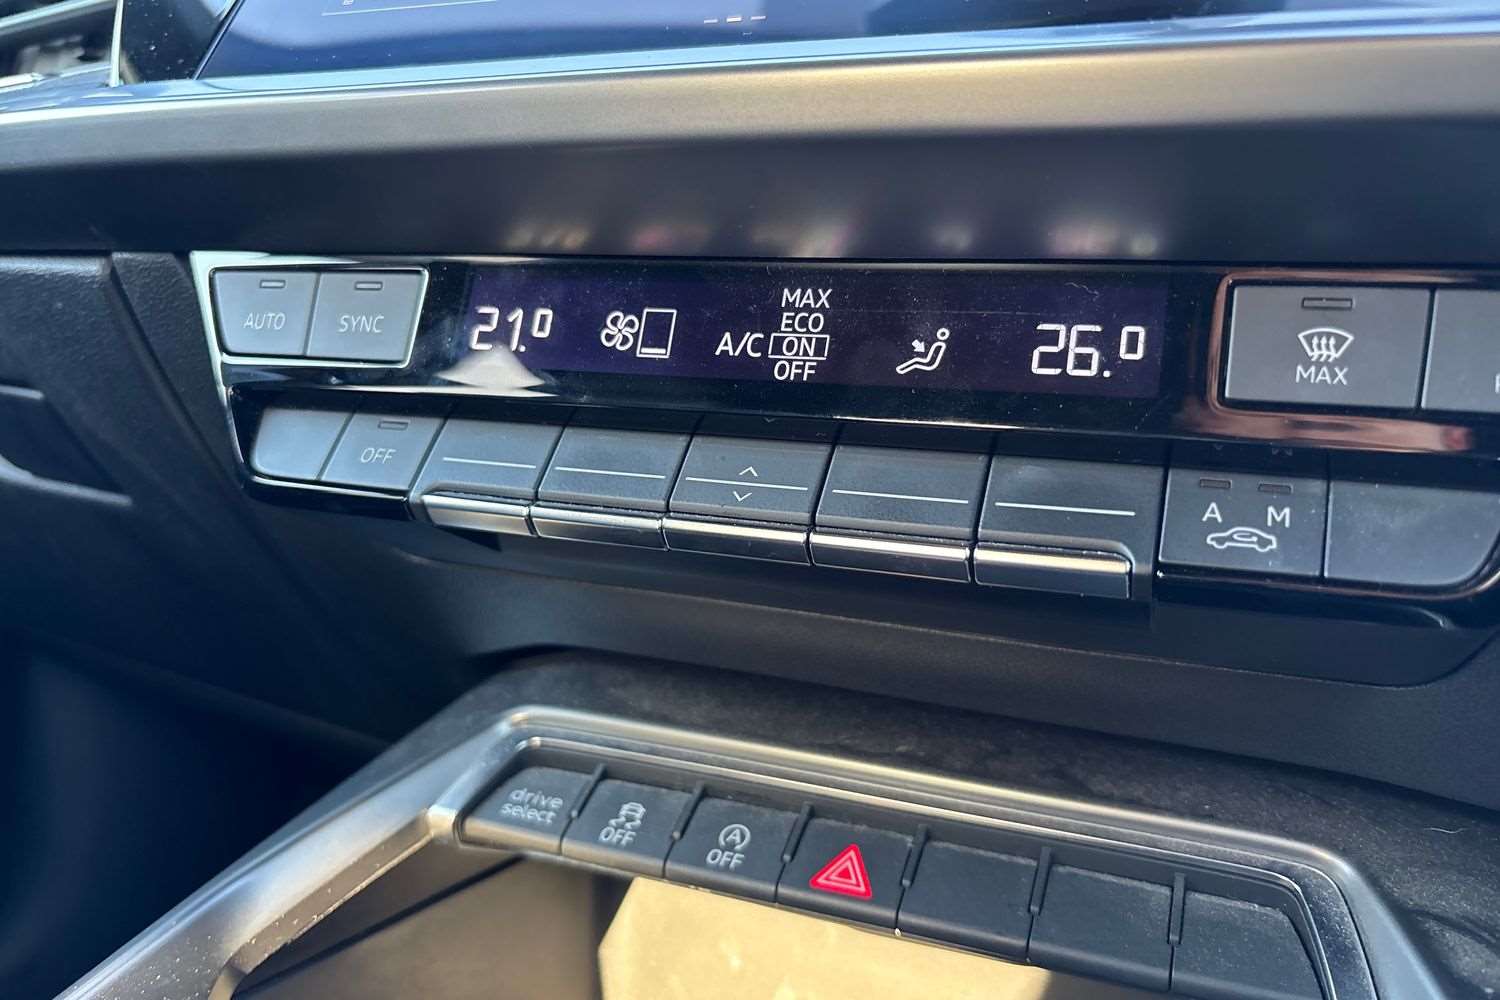 AUTO
SYNC
21.0
A/C
MAX
ECO
ON
OFF
26.0
MAX
OFF
A M
drive
select
OFF
A
OFF